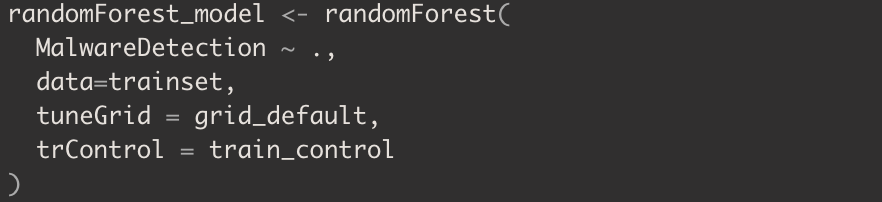 randomForest_model <- randomForest(
  MalwareDetection ~ .,
  data=trainset,
  tuneGrid = grid_default,
  trControl = train_control
)